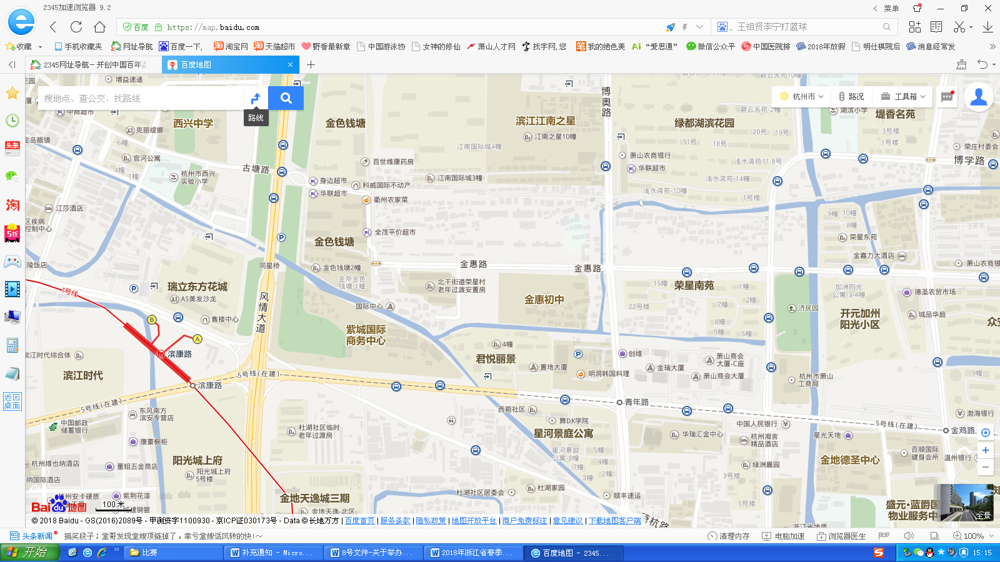 2345加速浏览器 9.2
菜单
百度
https://map.baidu.com
王祖贤李宁打篮球
收藏
手机收藏夹
网址导航
百度一下,
淘宝网
天猫超市
野香最新章
中国游泳协
女神的修仙
萧山人才网
找字网,您
我的绝色美
“爱思通”
微信公众平
中国医院排
2018年放假
明仕棋院后
消息经常发
2345网址导航－开创中国百年品
百度地图
搜地点、查公交、找路线
路线
杭州市
路况
工具箱
增益速递
中商超市
西兴中学
克丽缇娜
6幢
官河公寓
4幢
1幢
杭州市西兴
实验小学
古塘路
江莎酒店
区疾病
控制中心
陵饭店
金色钱塘
百世维康药房
身边超市
科威国际不动产
华联超市
衢州农家菜
全茂平价超市
金色钱塘
金色钱塘2幢
金帝金色
钱塘-1幢
滨江江南之星
江南之星10幢
江南国际城4幢
江南国际城3幢
博奥路
绿都湖滨花园
碧云天苑-2幢
20号
19号
31号
18号
萧山农商银行
华联超市
浅水湾苑11-8号
浅水湾苑-14幢
浅水湾苑-10幢
1号楼
湖滨小学
堤香名苑
3号楼
1号楼
荣庄村委会
博学路
9幢
10幢
8幢
荣星东苑
金嘉力大酒店
萧山农商银
同星桥
金惠路
金惠路
北干街道荣星村
老年过渡安置房
国际中心
紫城国际
商务中心
金惠初中
荣星南苑
15幢
22号楼
1幢
2幢
7幢
8幢
9幢
5幢
济民园
加洲阳光
公寓-3-4幢
开元加州
阳光小区
德圣农贸市场
城品华庭
众安
1号线
瑞立东方花城
AS美发沙龙
售楼中心
风情大道
B
A
滨康路
滨康路
滨江时代综合体
滨江时代
5号线(在建)
5号线(在建)
4幢
君悦丽景
置地大厦
明洞韩国料理
创维
金瑞大厦
萧山商会
大厦-C座
萧山商会大厦
杭州市萧山
工商局
9幢
青年路
西菀社区
舞DK学院
星河景庭公寓
星河景庭
公寓-8幢
5幢
4幢
7幢
3幢
2幢
1幢
中国人民银行
杭州湘舍
精品酒店
华瑞汇金中心
绿洲嘉园
3号楼
1号楼
星光天地
5号线(在建)
金鸡路
渤海银行
百顺国际
健身会所
温州银行
金地德圣中心
盛元·蓝爵国
物业服务中
东风南方
滨安专营店
中国邮政
储蓄银行
康豪橱柜
杭州维也纳酒店
纳国际酒店
董姐五金商店
阳光城上府
阳光城上府
5号楼
紫荆花漆
杜湖社区临时
老年过渡房
杜湖社区居委会
杜湖家园
顺丰速运
金地天逸城三期
金地天逸-北区
萧杭路
100 米
Bai地图
全景
© 2018 Baidu - GS(2016)2089号 - 甲测资字1100930 - 京ICP证030173号 - Data © 长地万方 | 百度首页 | 服务条款 | 隐私政策 | 地图开放平台 | 商户免费标注 | 意见建议 | 下载地图客户端
返回
桌面
头条新闻
搞笑段子；堂哥发现堂嫂项链掉了，幸亏堂嫂话风转的快!～
清理内存
电脑加速
浏览器医生
100%
开始
比赛
补充通知 - Micro...
8号文件-关于举办...
2018年浙江省春季...
百度地图 - 2345...
15:15